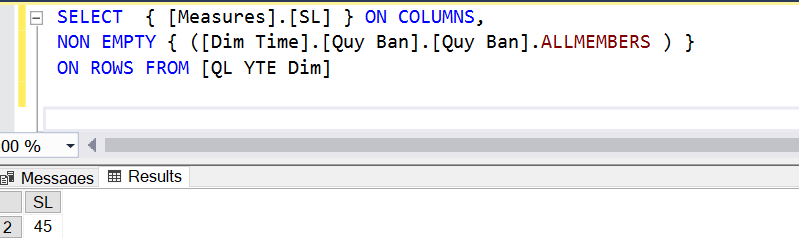 SELECT { [Measures].[SL] } ON COLUMNS,
NON EMPTY { ([Dim Time].[Quy Ban].[Quy Ban].ALLMEMBERS ) }
ON ROWS FROM [QL YTE Dim]
00 %
Messages Results
SL
2 45